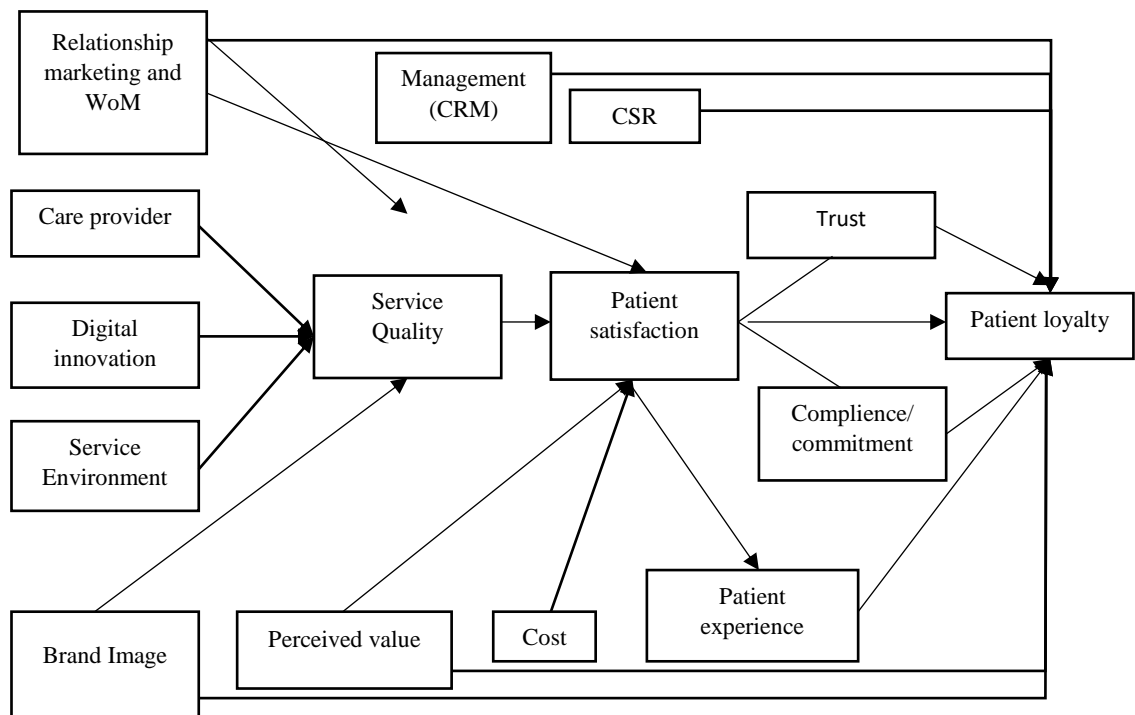 Relationship
marketing and
WoM
Management
(CRM)
CSR
Care provider
Trust
Digital
innovation
Service
Quality
Patient
satisfaction
Patient loyalty
Service
Environment
Complience/
commitment
Brand Image
Perceived value
Cost
Patient
experience